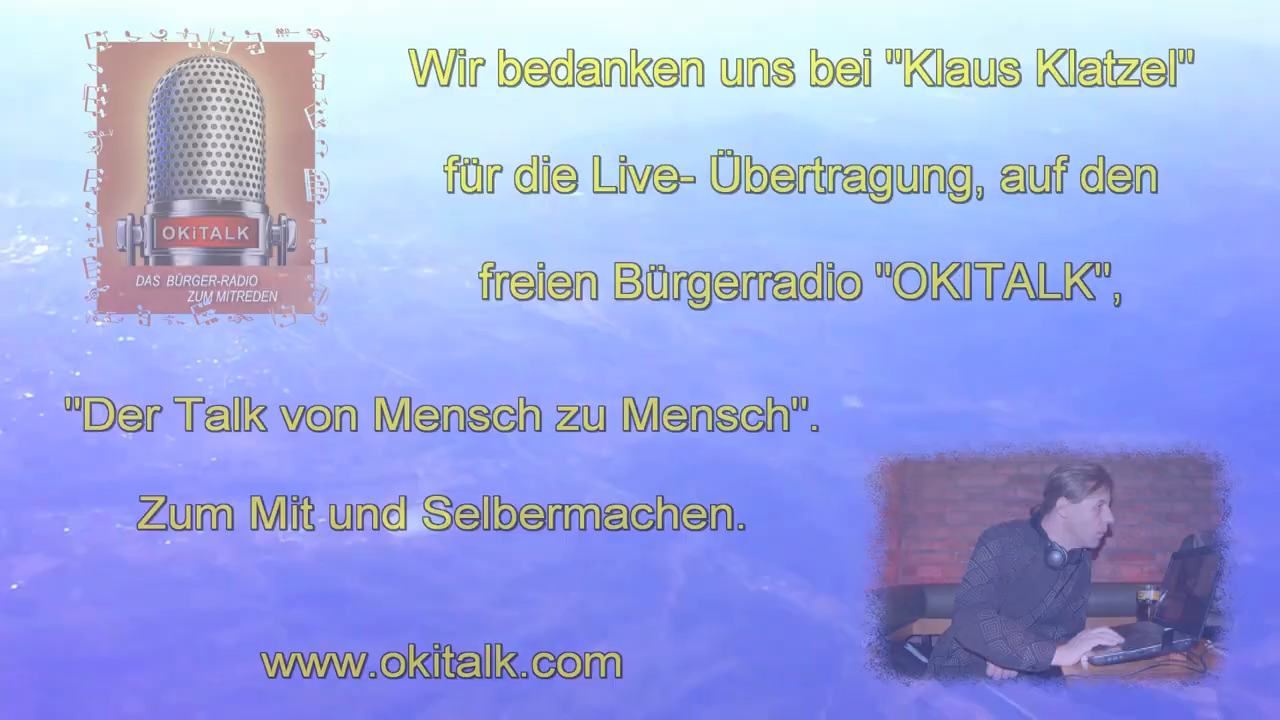 OKiTALK
DAS BÜRGER-RADIO
ZUM MITREDEN
Wir bedanken uns bei "Klaus Klatzel"
für die Live- Übertragung, auf den
freien Bürgerradio "OKITALK",
"Der Talk von Mensch zu Mensch".
Zum Mit und Selbermachen.
www.okitalk.com